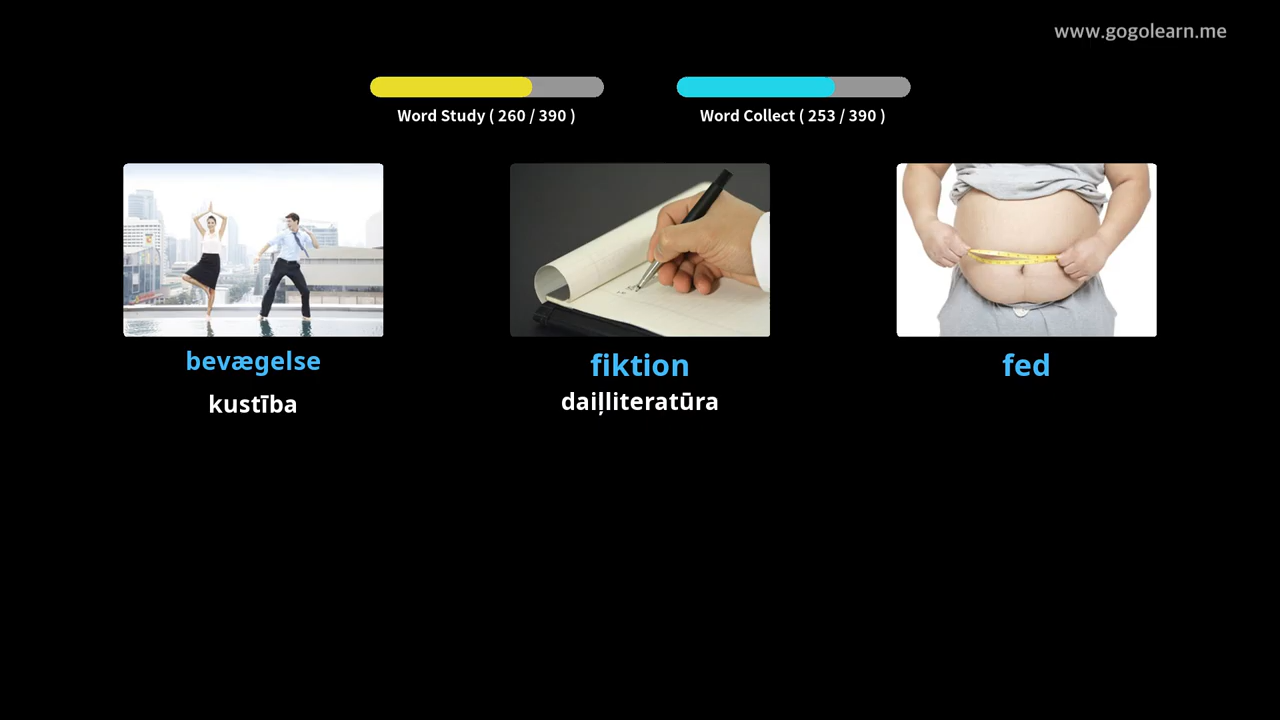 www.gogolearn.me
Word Study ( 260 / 390 )
Word Collect ( 253 / 390 )
bevægelse
kustība
fiktion
daiļliteratūra
fed